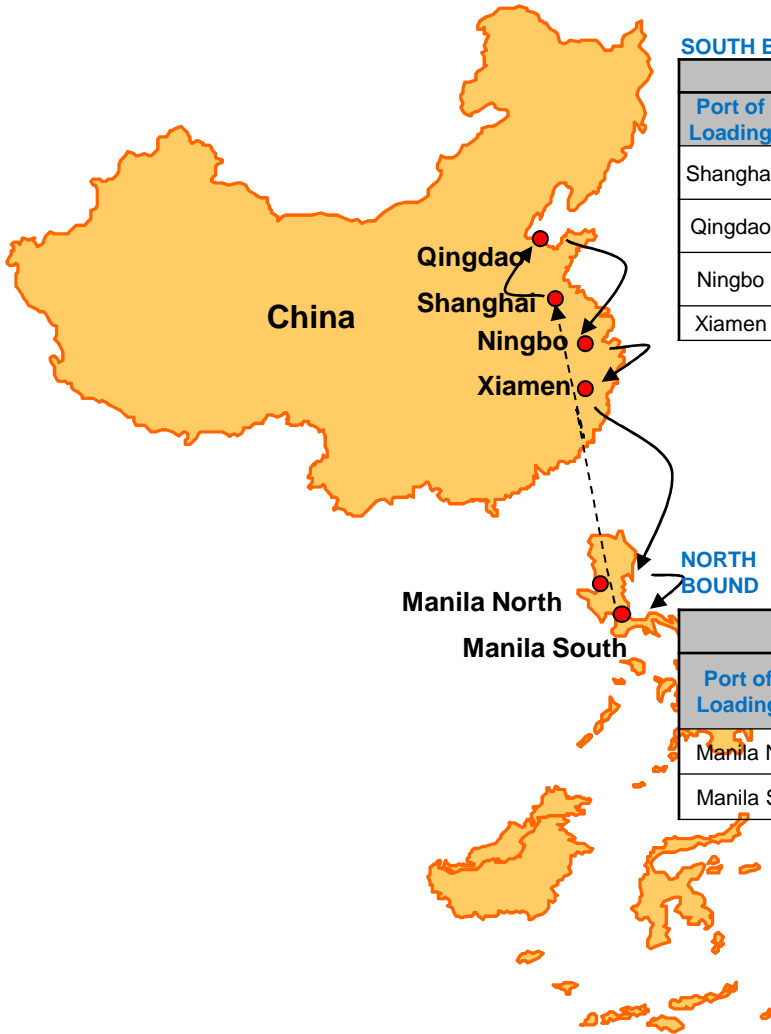 SOUTH B
Port of
Loading
Shangha
Qingdao
Ningbo
Xiamen
Qingdao
Shanghai
China
Ningbo
Xiamen
NORTH
BOUND
Manila North
Manila South
Port of
Loading
Manila N
Manila S